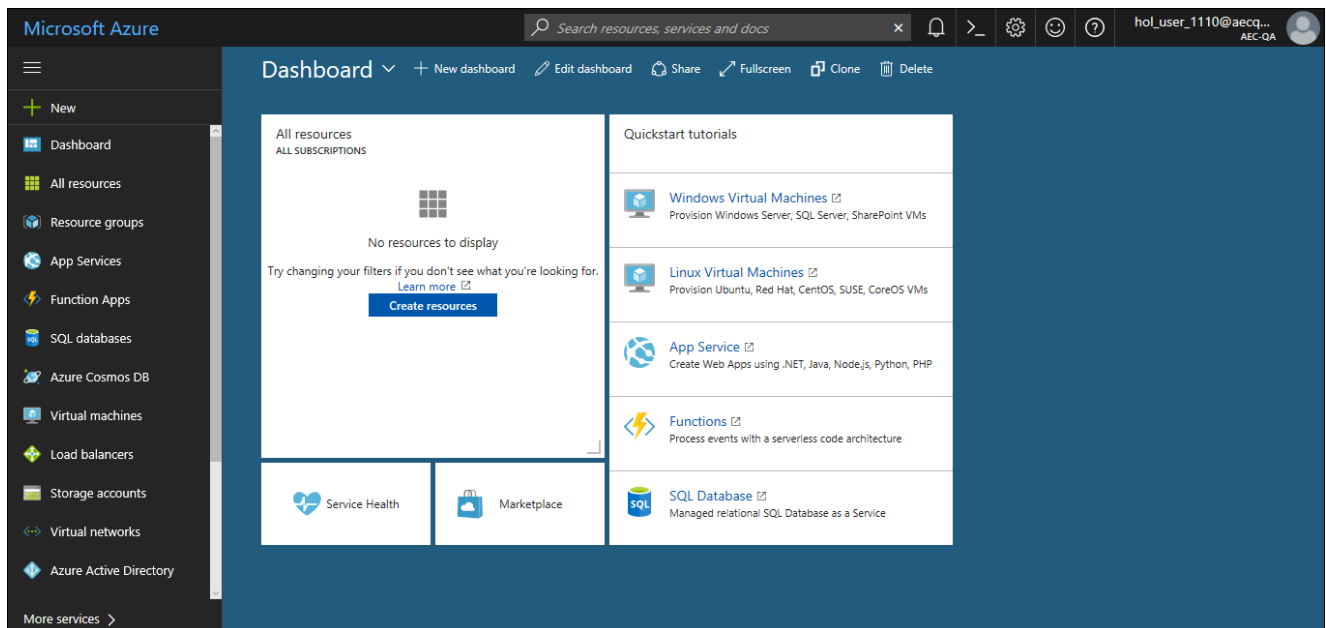 Microsoft Azure
Search resources, services and docs
hol_user_1110@aecq...
AEC-QA
New
Dashboard
All resources
Resource groups
App Services
Function Apps
SQL databases
Azure Cosmos DB
Virtual machines
Load balancers
Storage accounts
Virtual networks
Azure Active Directory
More services
Dashboard
New dashboard
Edit dashboard
Share
Fullscreen
Clone
Delete
All resources
ALL SUBSCRIPTIONS
No resources to display
Try changing your filters if you don't see what you're looking for.
Learn more
Create resources
Service Health
Marketplace
Quickstart tutorials
Windows Virtual Machines
Provision Windows Server, SQL Server, SharePoint VMs
Linux Virtual Machines
Provision Ubuntu, Red Hat, CentOS, SUSE, CoreOS VMs
App Service
Create Web Apps using .NET, Java, Node.js, Python, PHP
Functions
Process events with a serverless code architecture
SQL
SQL Database
Managed relational SQL Database as a Service